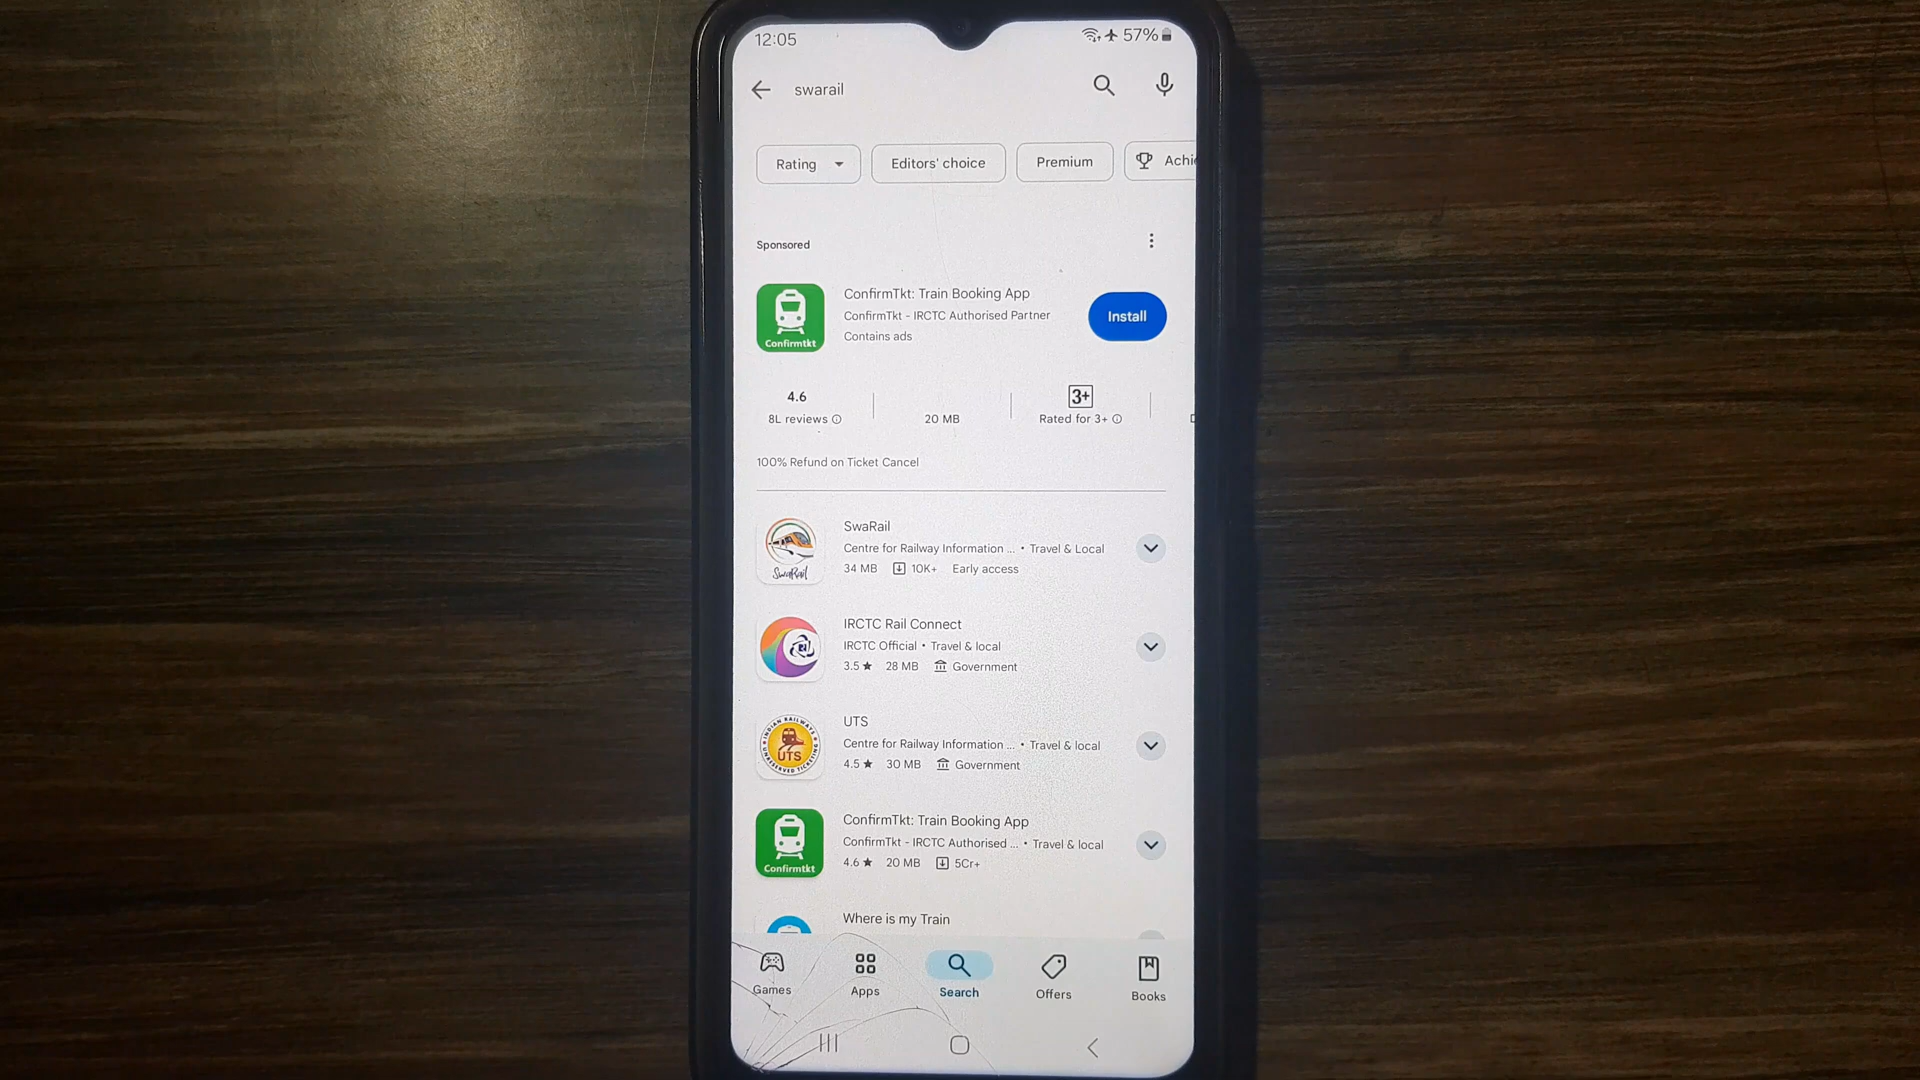 12:05 57%
swarail
Rating Editors' choice Premium Achi
Sponsored
ConfirmTkt: Train Booking App
ConfirmTkt - IRCTC Authorised Partner
Contains ads
Install
Confirmtkt
4.6
8L reviews
20 MB
3+
Rated for 3+
100% Refund on Ticket Cancel
SwaRail
Centre for Railway Information ... • Travel & Local
34 MB 10K+ Early access
SwaRail
IRCTC Rail Connect
IRCTC Official • Travel & local
3.5★ 28 MB Government
UTS
Centre for Railway Information ... • Travel & local
4.5★ 30 MB Government
INDIAN RAILWAYS
UTS
UNRESERVED TICKETING
ConfirmTkt: Train Booking App
ConfirmTkt - IRCTC Authorised ... • Travel & local
4.6★ 20 MB 5Cr+
Confirmtkt
Where is my Train
Games Apps Search Offers Books